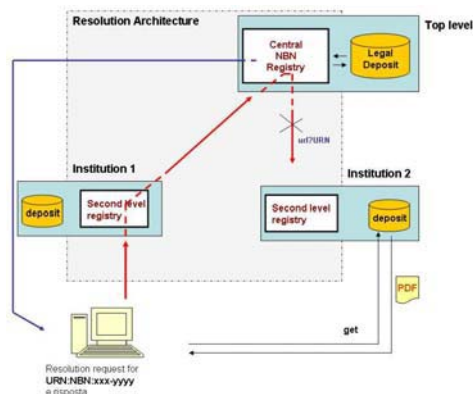 Resolution Architecture
Top level
Central
NBN
Registry
Legal
Deposit
url?URN
Institution 1
Institution 2
deposit
Second level
registry
Second level
registry
deposit
PDF
get
Resolution request for
URN:NBN:xxx-yyyy
e risposta